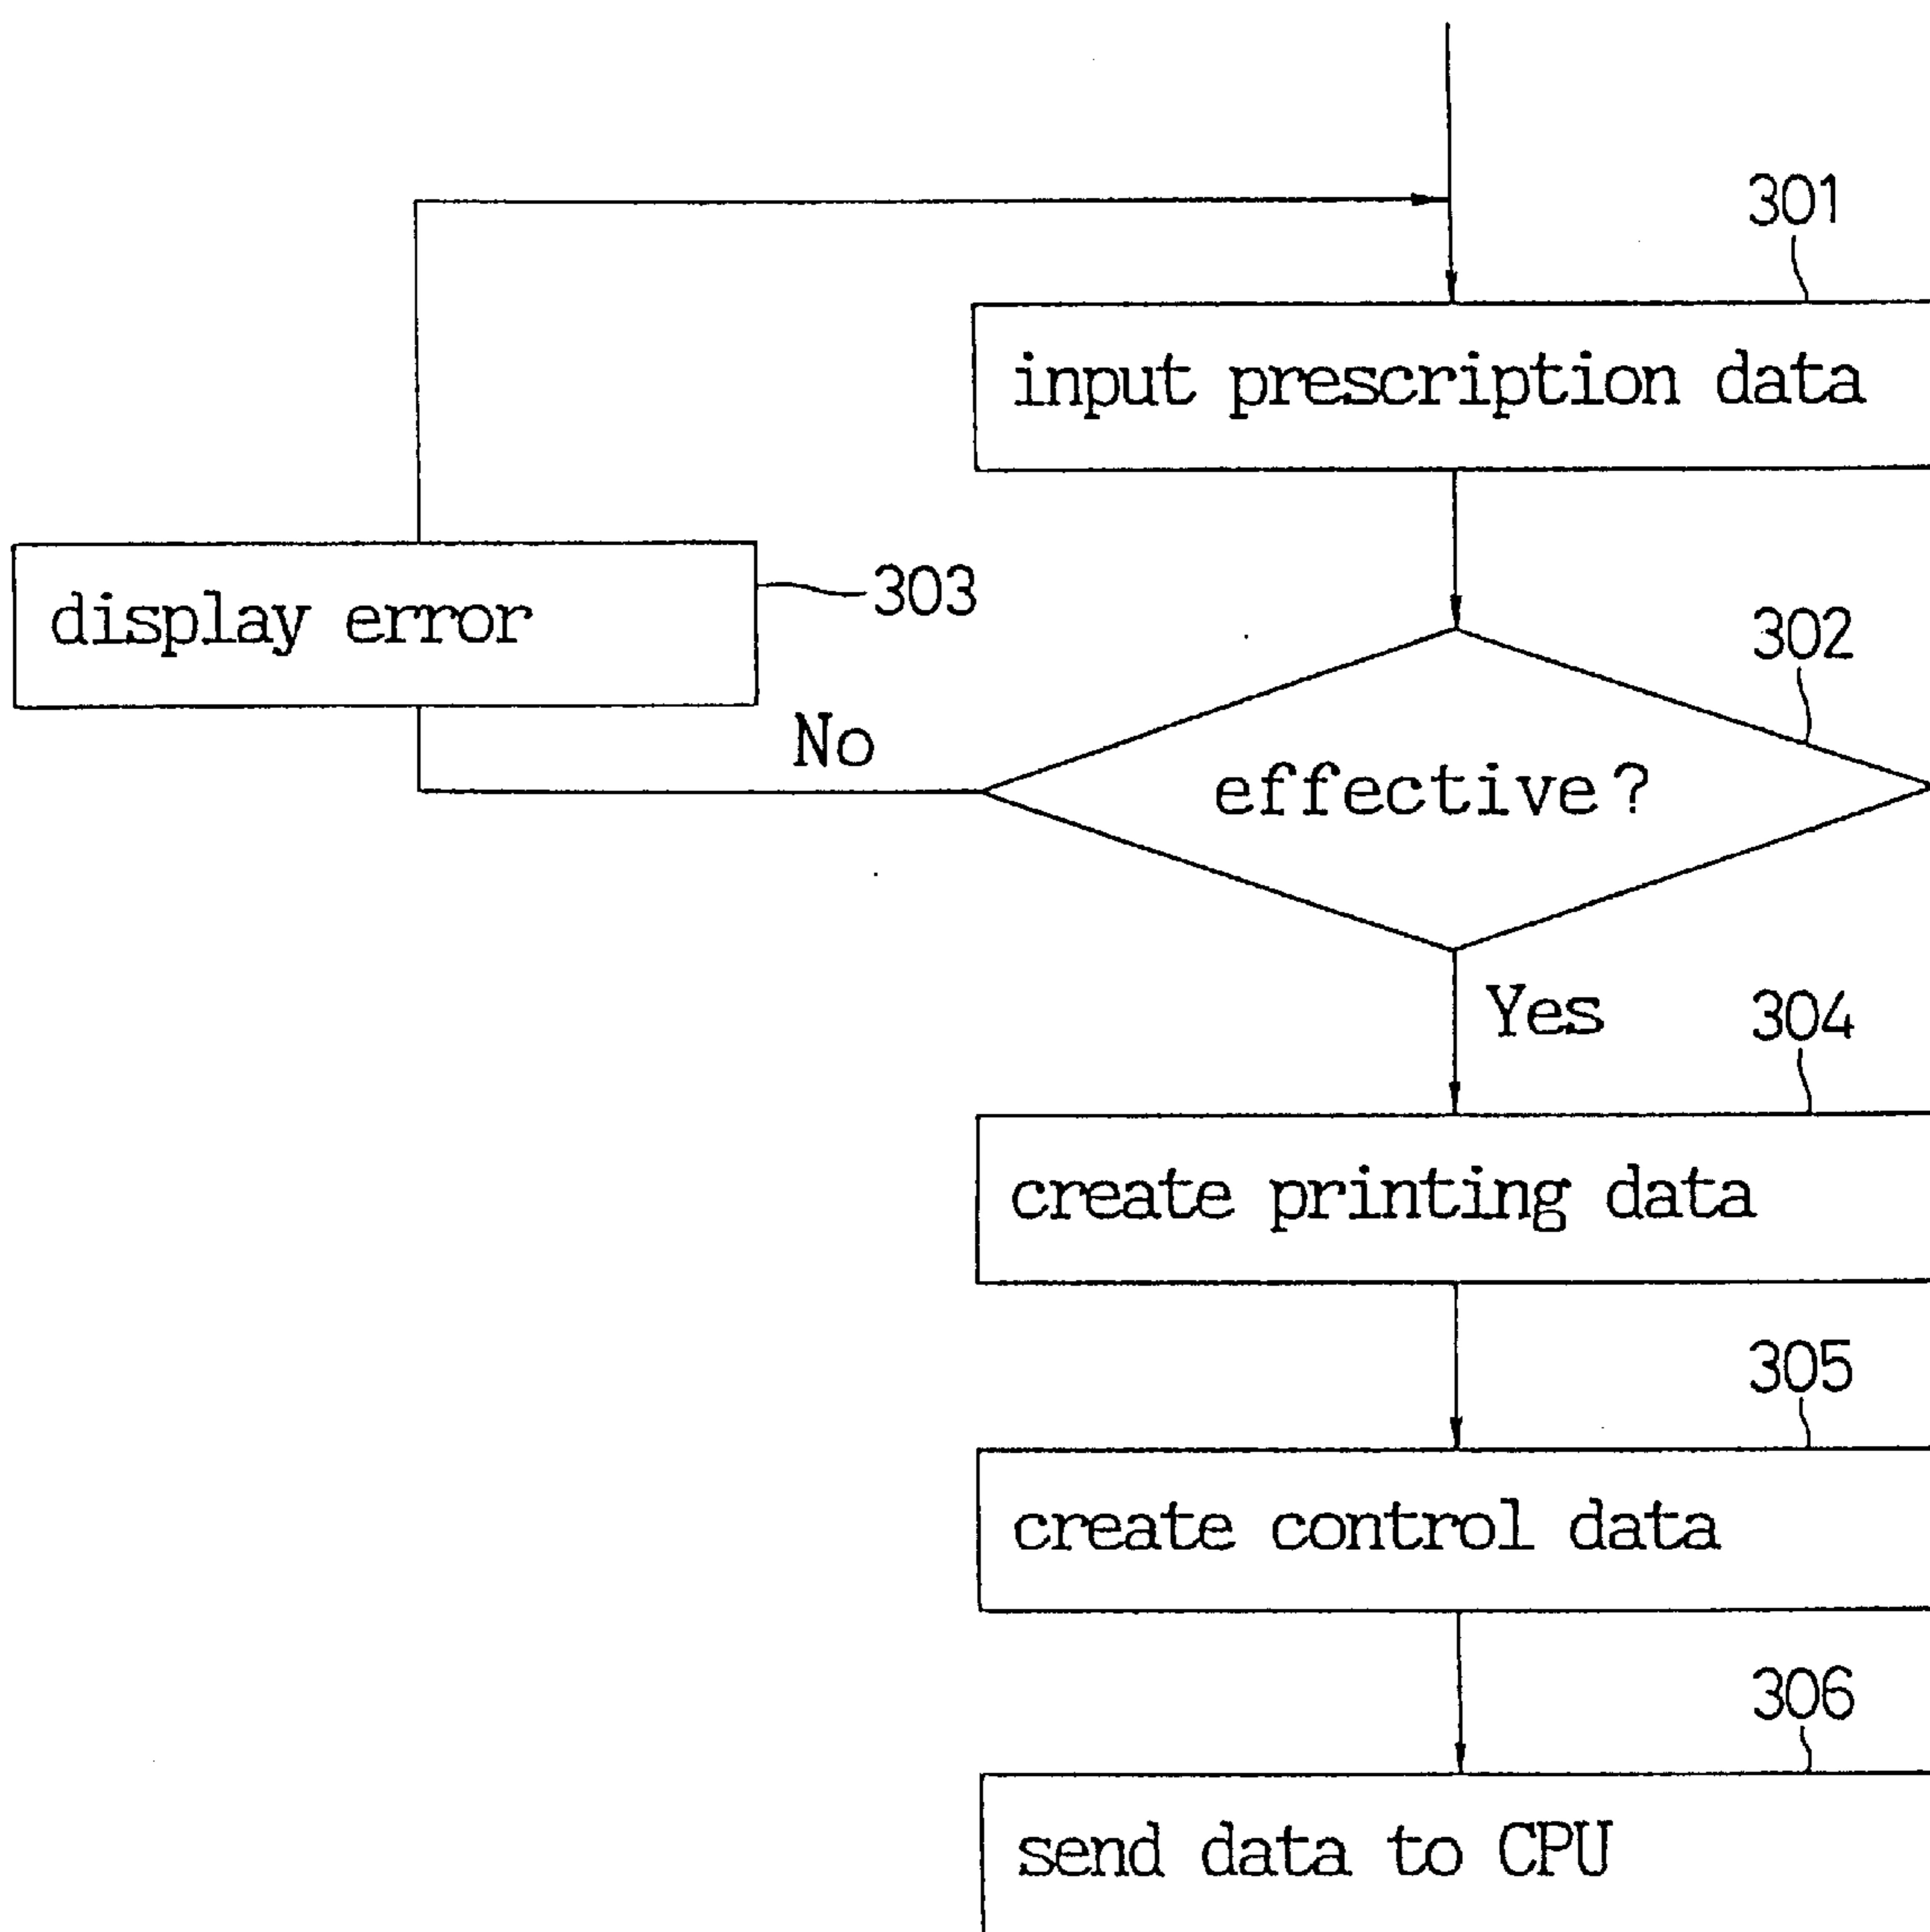 301
input prescription data
display error
303
302
No
effective?
Yes
304
create printing data
305
create control data
306
send data to CPU